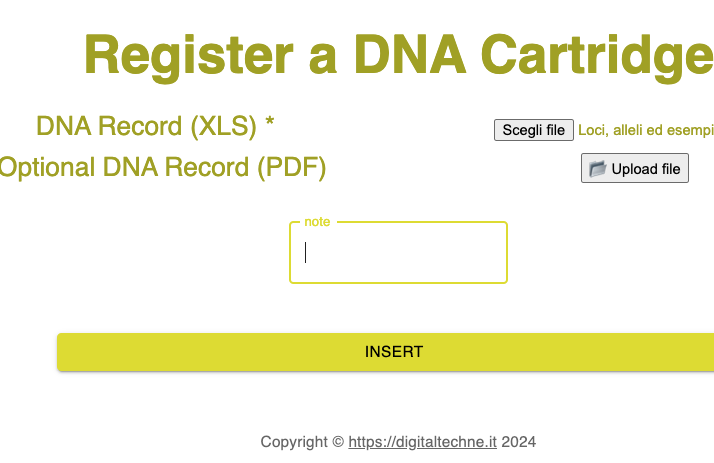 Register a DNA Cartridge
DNA Record (XLS) * Scegli file Loci, alleli ed esempi
Optional DNA Record (PDF) Upload file
note
INSERT
Copyright © https://digitaltechne.it 2024